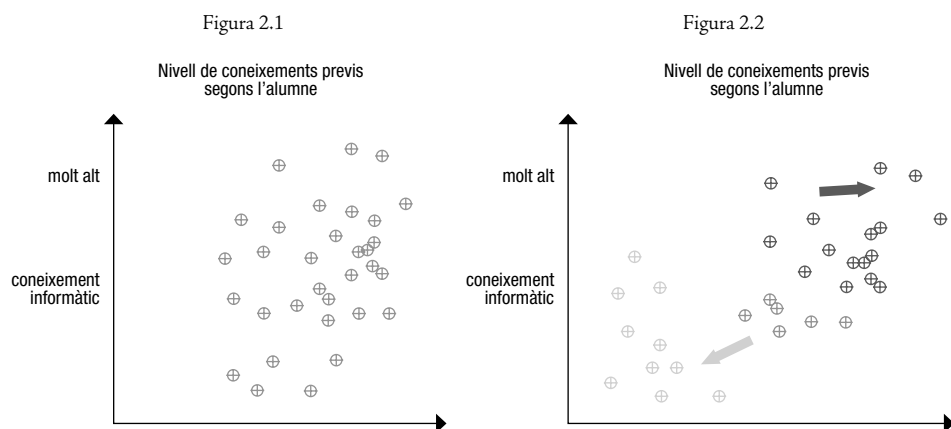 Figura 2.1
Nivell de coneixements previs
segons l'alumne
molt alt
coneixement
informàtic
Figura 2.2
Nivell de coneixements previs
segons l'alumne
molt alt
coneixement
informàtic